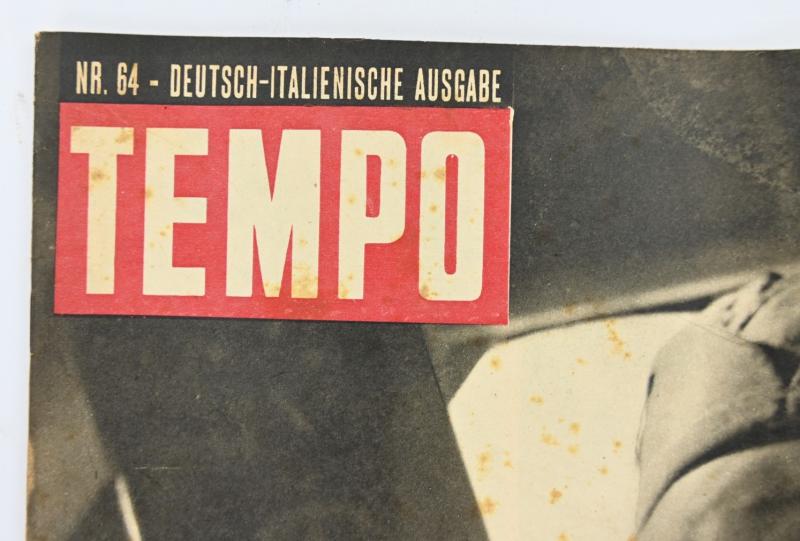 NR. 64 - DEUTSCH-ITALIENISCHE AUSGABE
TEMPO